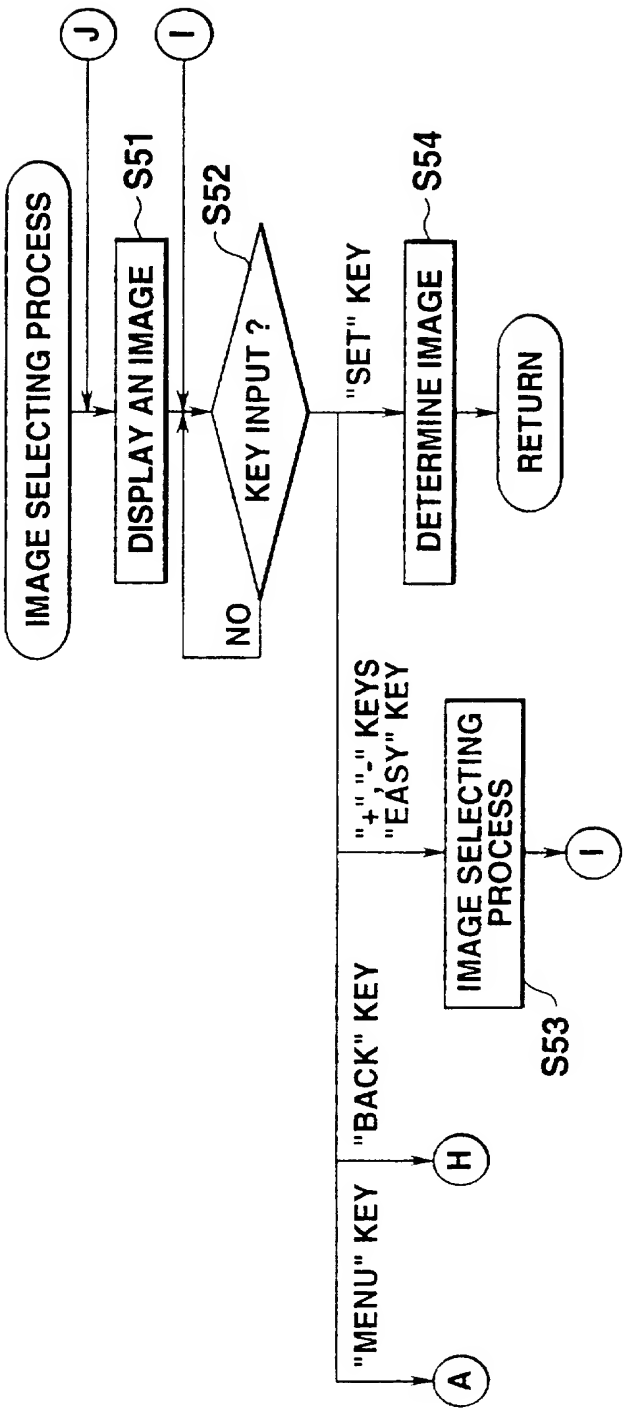 IMAGE SELECTING PROCESS
J
DISPLAY AN IMAGE
S51
I
S52
KEY INPUT ?
NO
"MENU" KEY
"BACK" KEY
"+","-" KEYS
"EASY" KEY
"SET" KEY
A
H
IMAGE SELECTING
PROCESS
S53
I
DETERMINE IMAGE
S54
RETURN